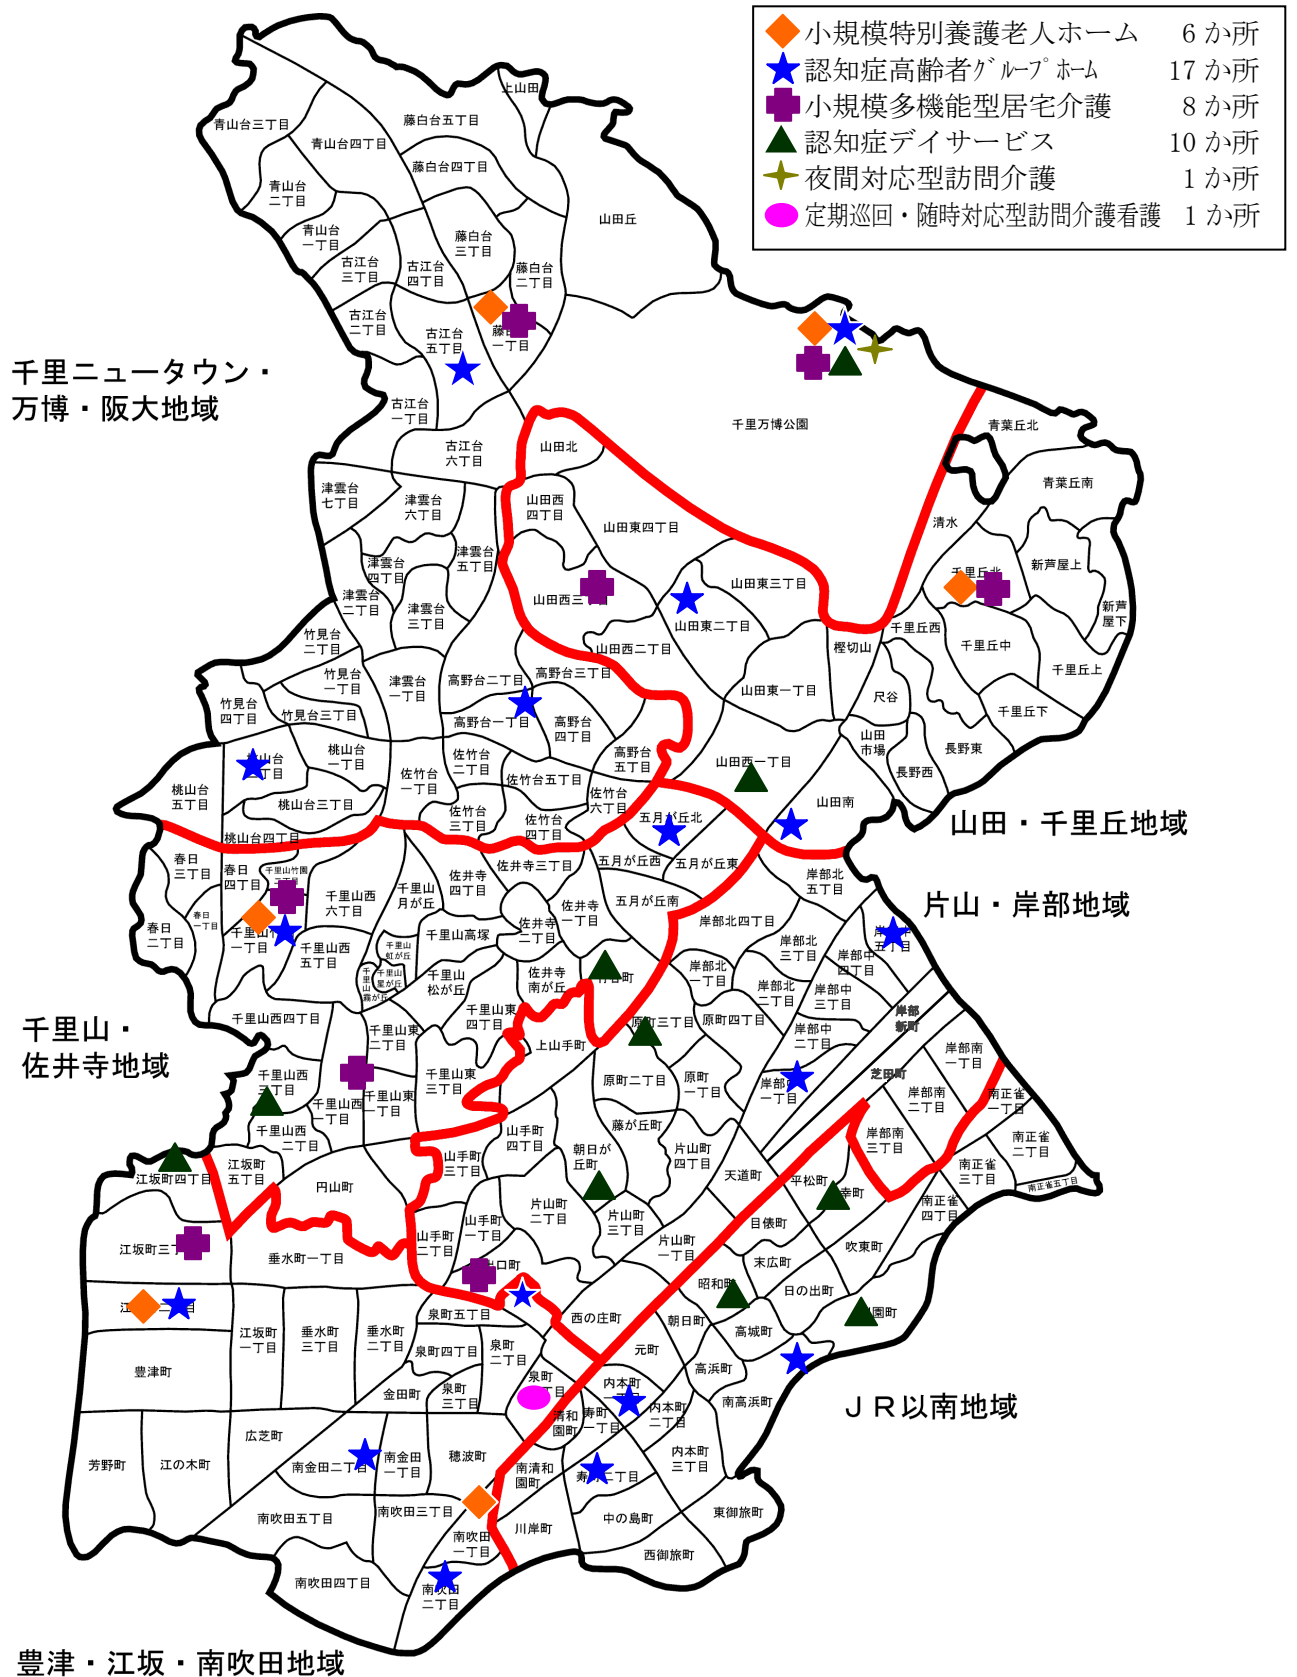 小規模特別養護老人ホーム 6か所
認知症高齢者ｸﾞﾙｰﾌﾟﾎｰﾑ 17か所
小規模多機能型居宅介護 8か所
認知症デイサービス 10か所
夜間対応型訪問介護 1か所
定期巡回・随時対応型訪問介護看護 1か所
上山田
青山台三丁目
青山台四丁目
藤白台五丁目
藤白台四丁目
青山台
二丁目
青山台
一丁目
藤白台
三丁目
山田丘
古江台
三丁目
古江台
四丁目
藤白台
二丁目
古江台
二丁目
古江台
五丁目
一丁目
千里ニュータウン・
万博・阪大地域
古江台
一丁目
千里万博公園
青葉丘北
古江台
六丁目
山田北
青葉丘南
津雲台
七丁目
津雲台
六丁目
山田西
四丁目
山田東四丁目
清水
津雲台
五丁目
津雲台
四丁目
新芦屋上
千里丘北
山田東三丁目
津雲台
二丁目
津雲台
三丁目
山田西三丁目
新芦
屋下
山田東二丁目
千里丘西
竹見台
二丁目
山田西二丁目
樫切山
千里丘中
千里丘上
竹見台
一丁目
津雲台
一丁目
高野台二丁目
高野台三丁目
山田東一丁目
尺谷
竹見台
四丁目
竹見台三丁目
高野台一丁目
高野台
四丁目
千里丘下
山田
市場
長野東
桃山台
一丁目
佐竹台
二丁目
高野台
五丁目
山田西一丁目
長野西
桃山台
五丁目
佐竹台
一丁目
佐竹台五丁目
桃山台三丁目
佐竹台
六丁目
山田南
佐竹台
三丁目
佐竹台
四丁目
五月が丘北
山田・千里丘地域
桃山台四丁目
春日
三丁目
春日
四丁目
千里山竹園
佐井寺三丁目
五月が丘西
五月が丘東
佐井寺
四丁目
岸部北
五丁目
千里山西
六丁目
千里山
月が丘
五月が丘南
片山・岸部地域
春日
一丁目
春日
二丁目
佐井寺
一丁目
岸部北四丁目
佐井寺
二丁目
千里山高塚
一丁目
千里山西
五丁目
千里山
虹が丘
岸部北
三丁目
五丁目
岸部中
四丁目
千里山
星が丘
千里山
霧が丘
千里山
松が丘
佐井寺
南が丘
岸部北
一丁目
岸部北
二丁目
岸部中
三丁目
千里山・
佐井寺地域
千里山西四丁目
千里山東
四丁目
原町三丁目
原町四丁目
岸部
新町
千里山東
二丁目
岸部中
二丁目
上山手町
岸部南
一丁目
千里山西
三丁目
千里山東
三丁目
原町二丁目
原町
一丁目
芝田町
一丁目
千里山西
一丁目
千里山東
一丁目
岸部南
二丁目
南正雀
一丁目
千里山西
二丁目
山手町
四丁目
藤が丘町
岸部南
三丁目
南正雀
二丁目
江坂町四丁目
江坂町
五丁目
山手町
三丁目
朝日が
丘町
片山町
四丁目
天道町
平松町
幸町
南正雀
三丁目
南正雀五丁目
円山町
片山町
二丁目
片山町
三丁目
南正雀
四丁目
山手町
二丁目
山手町
一丁目
目俵町
江坂町三丁目
垂水町一丁目
片山町
一丁目
末広町
吹東町
昭和町
日の出町
泉町五丁目
西の庄町
朝日町
高城町
江坂町
一丁目
垂水町
三丁目
垂水町
二丁目
泉町四丁目
泉町
二丁目
元町
高浜町
豊津町
金田町
泉町
三丁目
泉町
内本町
内本町
二丁目
南高浜町
ＪＲ以南地域
清和
園町
寿町
一丁目
広芝町
内本町
三丁目
芳野町
江の木町
南金田二丁目
南金田
一丁目
穂波町
南清和
園町
寿町二丁目
南吹田五丁目
南吹田三丁目
中の島町
東御旅町
川岸町
南吹田
一丁目
西御旅町
南吹田四丁目
南吹田
二丁目
豊津・江坂・南吹田地域